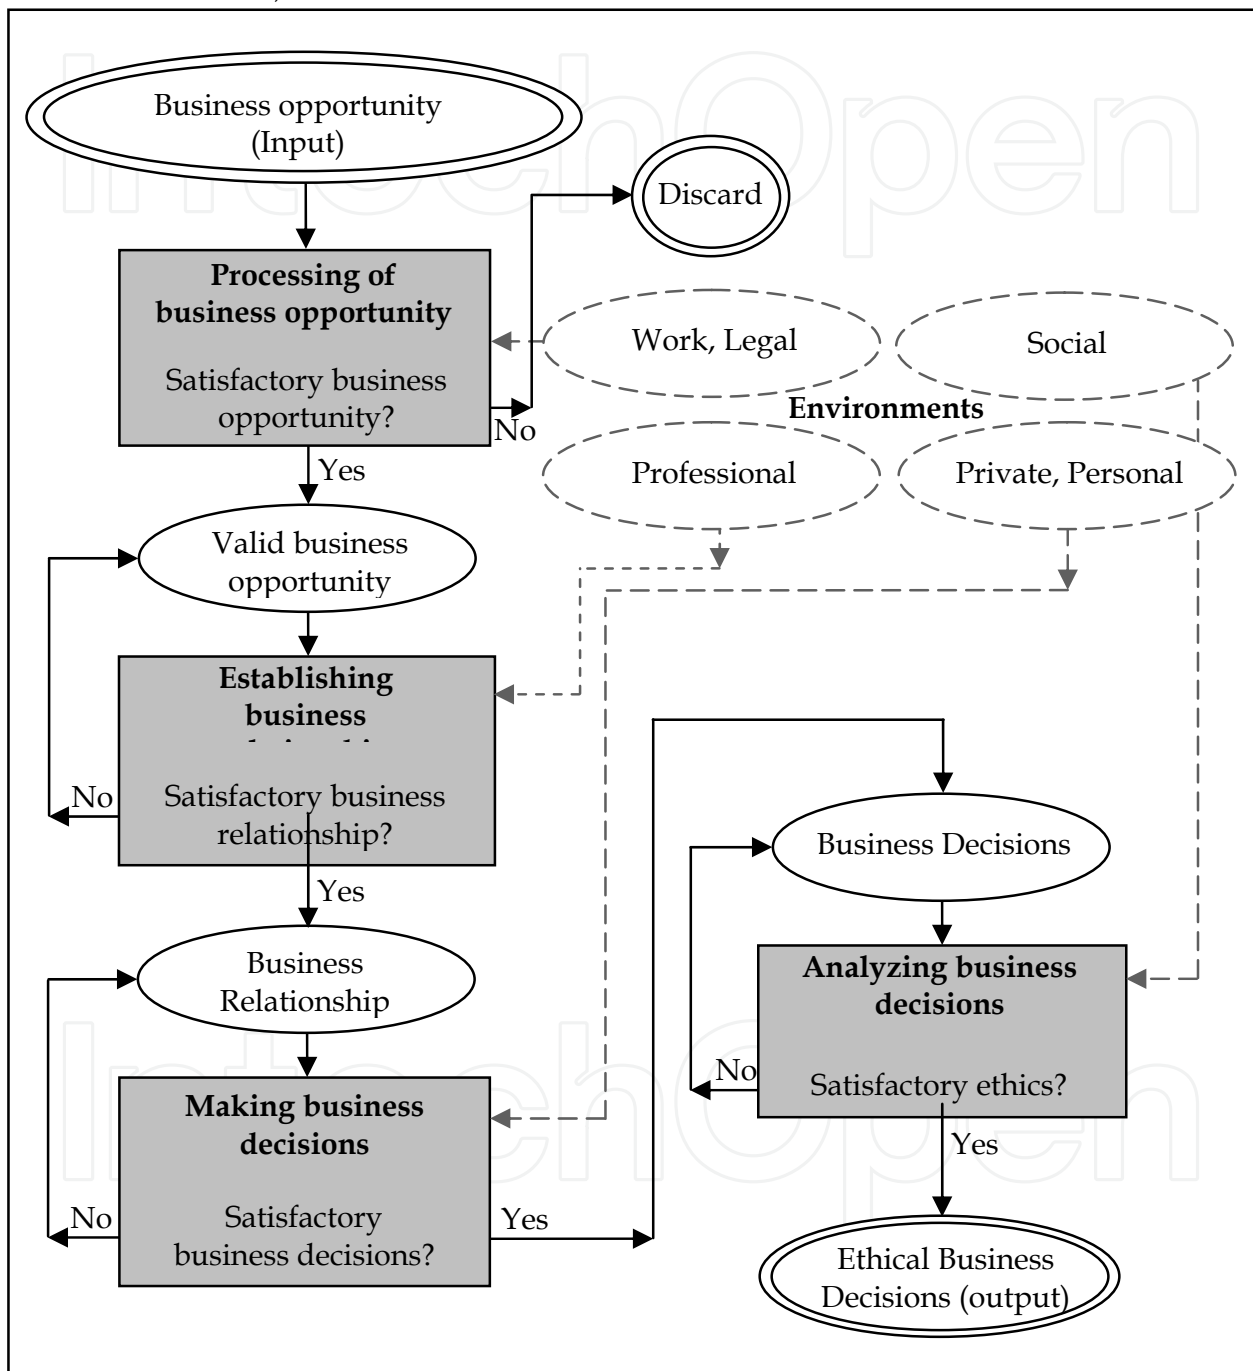 Business opportunity
(Input)
Discard
Processing of
business opportunity
Satisfactory business
opportunity?
No
Yes
Work, Legal
Social
Environments
Professional
Private, Personal
Valid business
opportunity
Establishing
business
No
Satisfactory business
relationship?
Yes
Business
Relationship
Making business
decisions
No
Satisfactory
business decisions?
Yes
Business Decisions
Analyzing business
decisions
No
Satisfactory ethics?
Yes
Ethical Business
Decisions (output)
IntechOpen
IntechOpen